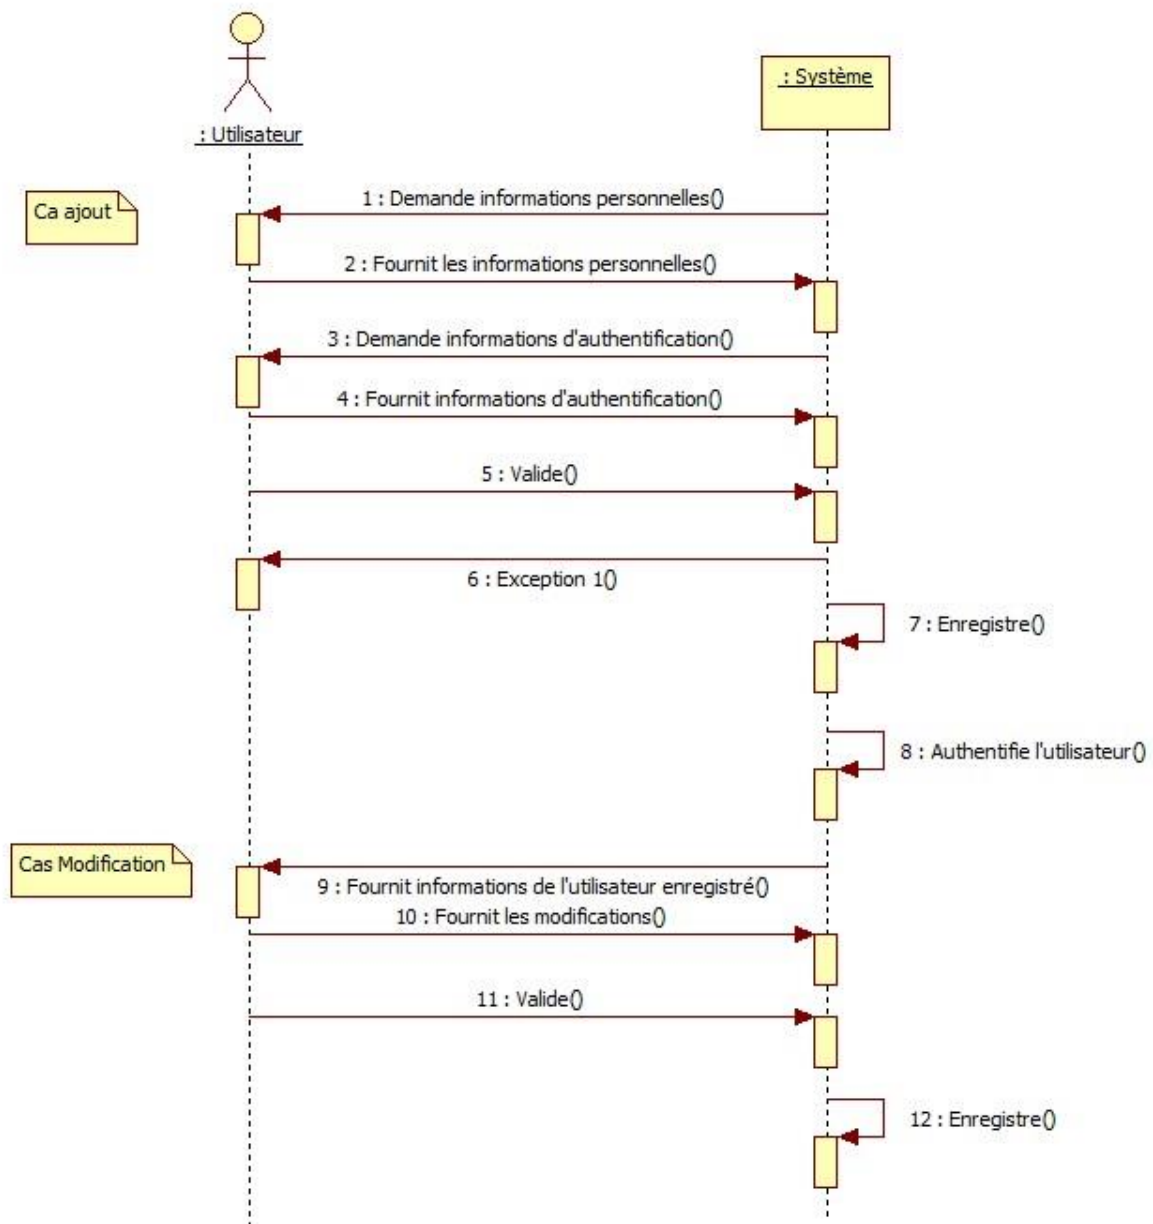 : Utilisateur
: Système
Ca ajout
1 : Demande informations personnelles()
2 : Fournit les informations personnelles()
3 : Demande informations d'authentification()
4 : Fournit informations d'authentification()
5 : Valide()
6 : Exception 1()
7 : Enregistre()
8 : Authentifie l'utilisateur()
Cas Modification
9 : Fournit informations de l'utilisateur enregistré()
10 : Fournit les modifications()
11 : Valide()
12 : Enregistre()